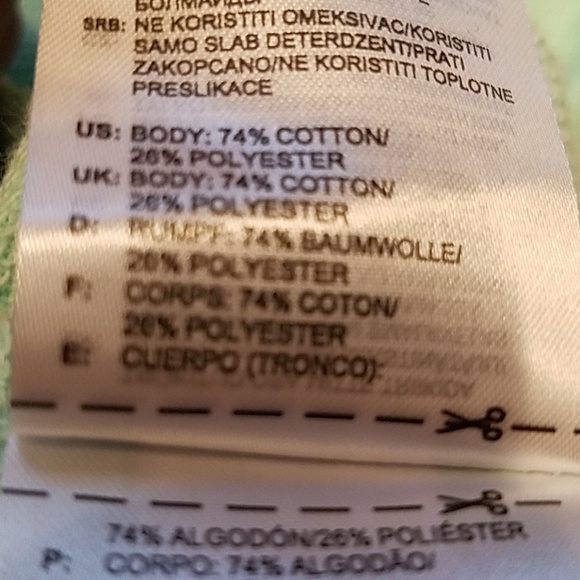 SRB: NE KORISTITI OMEKSIVAC/KORISTITI
SAMO SLAB DETERDZENT/PRATI
ZAKOPCANO/NE KORISTITI TOPLOTNE
PRESLIKACE
US: BODY: 74% COTTON/
26% POLYESTER
UK: BODY: 74% COTTON/
26% POLYESTER
D: RUMPF: 74% BAUMWOLLE/
26% POLYESTER
F: CORPS: 74% COTON/
26% POLYESTER
E: CUERPO (TRONCO):
74% ALGODÓN/26% POLIÉSTER
P: CORPO: 74% ALGODÃO/